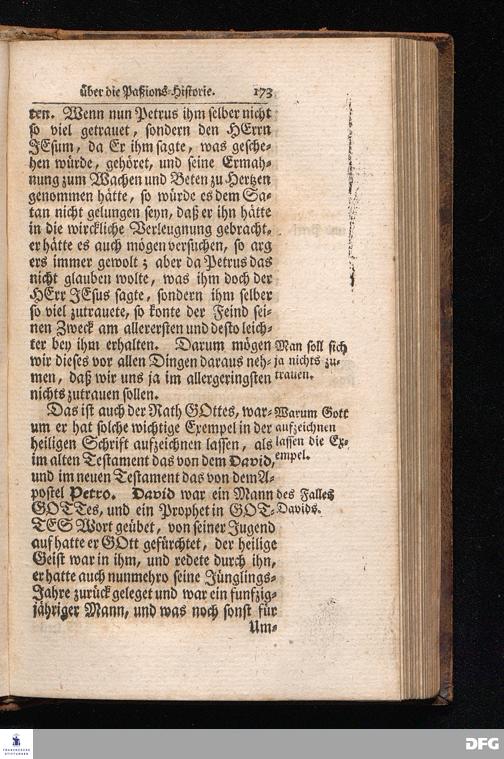 über die Paßions-Historie. 173
ten. Wenn nun Petrus ihm selber nicht
so viel getrauet, sondern den HErrn
JEsum, da Er ihm sagte, was gesche-
hen würde, gehöret, und seine Ermah-
nung zum Wachen und Beten zu Hertzen
genommen hätte, so würde es dem Sa-
tan nicht gelungen seyn, daß er ihn hätte
in die wirckliche Verleugnung gebracht,
er hätte es auch mögen versuchen, so arg
ers immer gewolt; aber da Petrus das
nicht glauben wolte, was ihm doch der
HErr JEsus sagte, sondern ihm selber
so viel zutrauete, so konte der Feind sei-
nen Zweck am allerersten und desto leich-
ter bey ihm erhalten. Darum mögen
wir dieses vor allen Dingen daraus neh-
men, daß wir uns ja im allergeringsten
nichts zutrauen sollen.
Man soll sich
ja nichts zu-
trauen.
Das ist auch der Rath GOttes, war-
um er hat solche wichtige Exempel in der
heiligen Schrift aufzeichnen lassen, als
im alten Testament das von dem David,
und im neuen Testament das von dem A-
postel Petro. David war ein Mann
GOTTes, und ein Prophet in GOT-
TES Wort geübet, von seiner Jugend
auf hatte er GOtt gefürchtet, der heilige
Geist war in ihm, und redete durch ihn,
er hatte auch nunmehro seine Jünglings-
Jahre zurück geleget und war ein funfzig-
jähriger Mann, und was noch sonst für
Um-
Warum Gott
aufzeichnen
lassen die Ex-
empel.
des Falles
Davids.
FRANCKESCHE
STIFTUNGEN
DFG